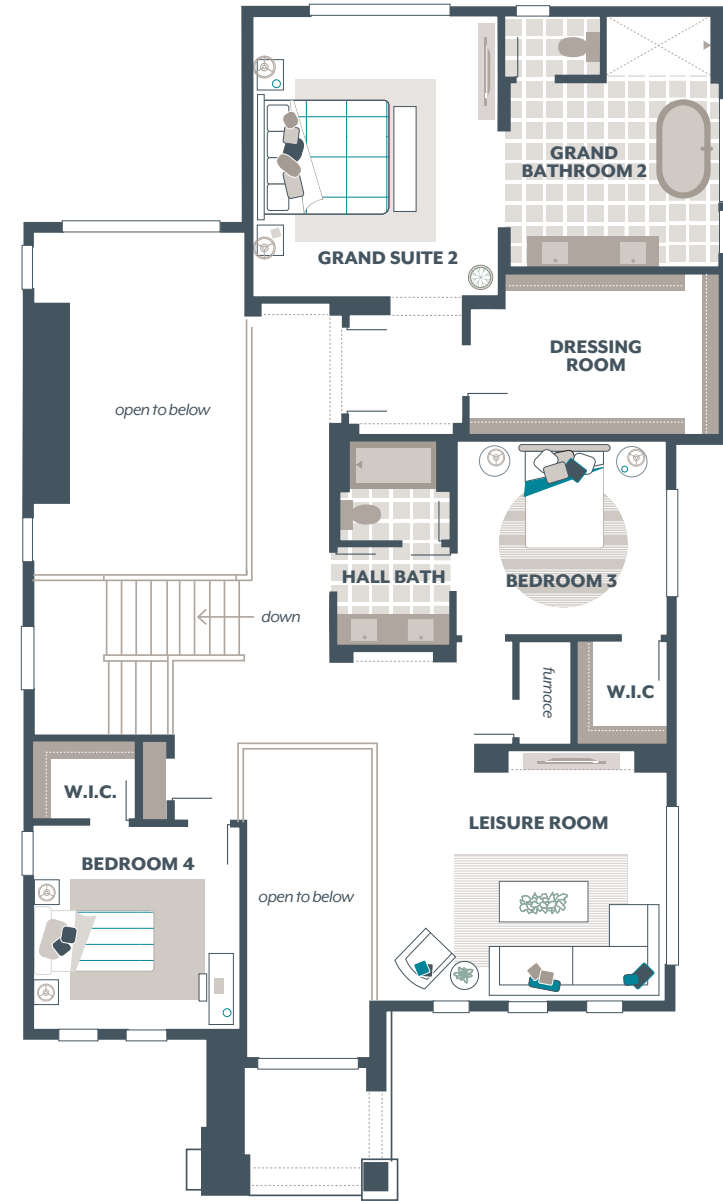 GRAND
BATHROOM 2
GRAND SUITE 2
DRESSING
ROOM
open to below
HALL BATH
BEDROOM 3
down
furnace
W.I.C
W.I.C.
LEISURE ROOM
BEDROOM 4
open to below